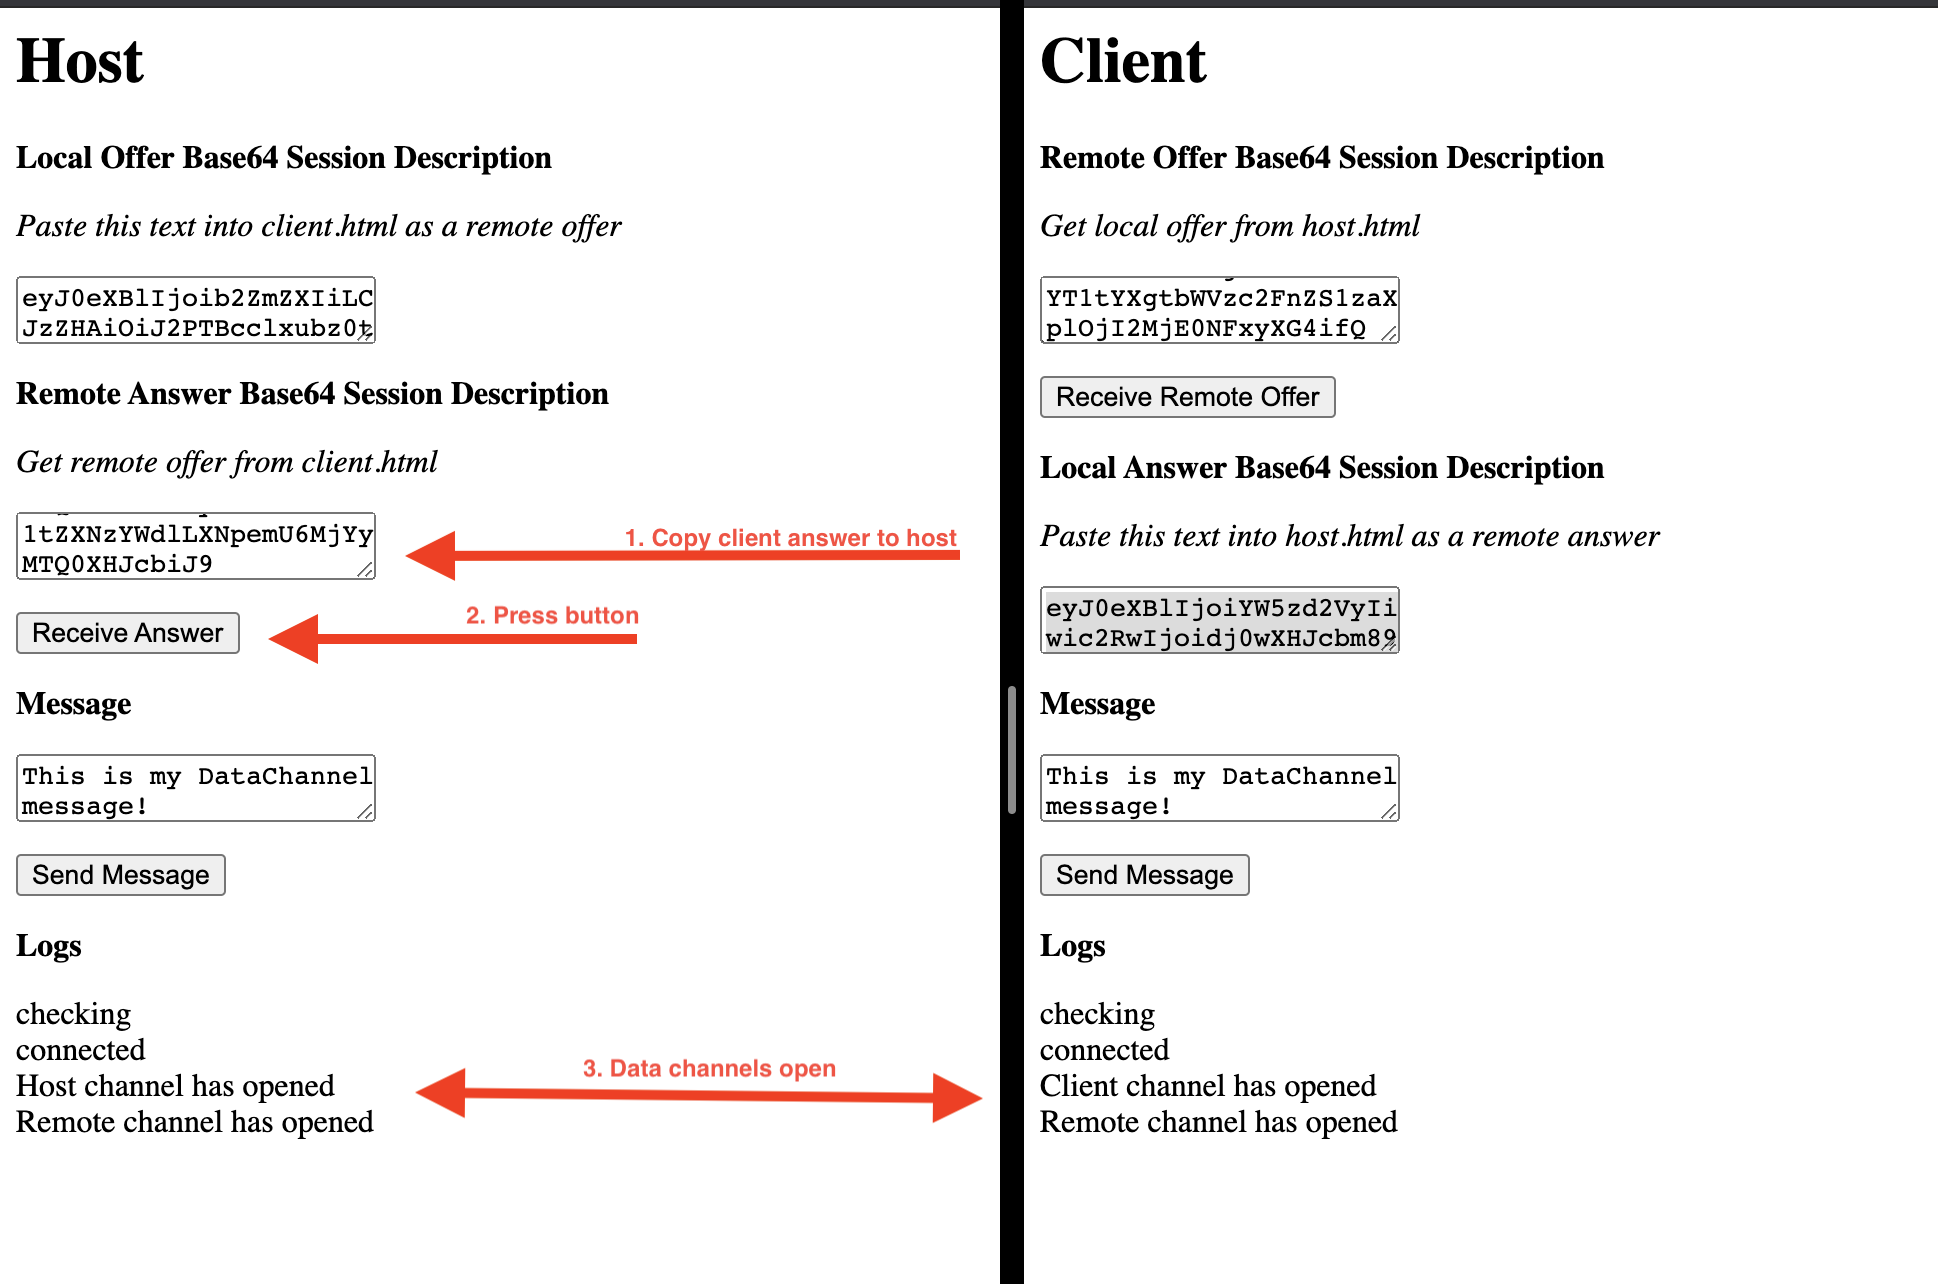 Host
Local Offer Base64 Session Description
Paste this text into client.html as a remote offer
eyJ0eXBlIjoib2ZmZXIiLC
JzZHAiOiJ2PTBcclxubz0t
Remote Answer Base64 Session Description
Get remote offer from client.html
1tZXNzYWdlLXNpemU6MjYy
MTQ0XHJcbiJ9
1. Copy client answer to host
Receive Answer
2. Press button
Message
This is my DataChannel
message!
Send Message
Logs
checking
connected
Host channel has opened
Remote channel has opened
3. Data channels open
Client
Remote Offer Base64 Session Description
Get local offer from host.html
YT1tYXgtbWVzc2FnZS1zaX
plOjI2MjE0NFxyXG4ifQ
Receive Remote Offer
Local Answer Base64 Session Description
Paste this text into host.html as a remote answer
eyJ0eXBlIjoiYW5zd2VyIi
wic2RwIjoidj0wXHJcbm89
Message
This is my DataChannel
message!
Send Message
Logs
checking
connected
Client channel has opened
Remote channel has opened